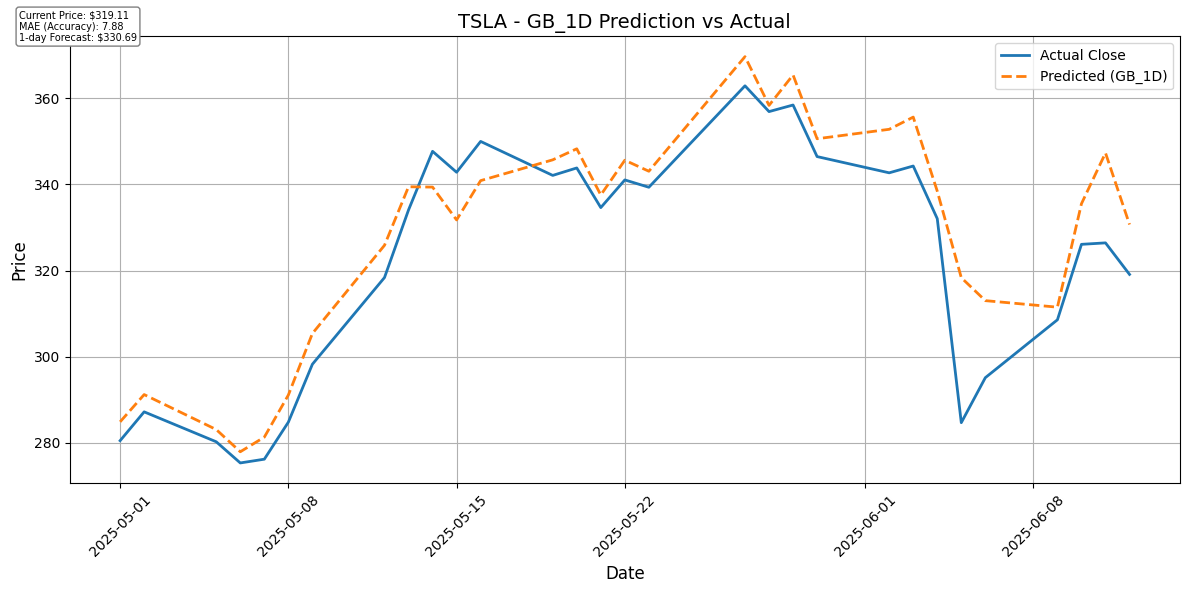 TSLA - GB_1D Prediction vs Actual
Current Price: $319.11
MAE (Accuracy): 7.88
1-day Forecast: $330.69
Actual Close
Predicted (GB_1D)
Price
360
340
320
300
280
2025-05-01
2025-05-08
2025-05-15
2025-05-22
2025-06-01
2025-06-08
Date